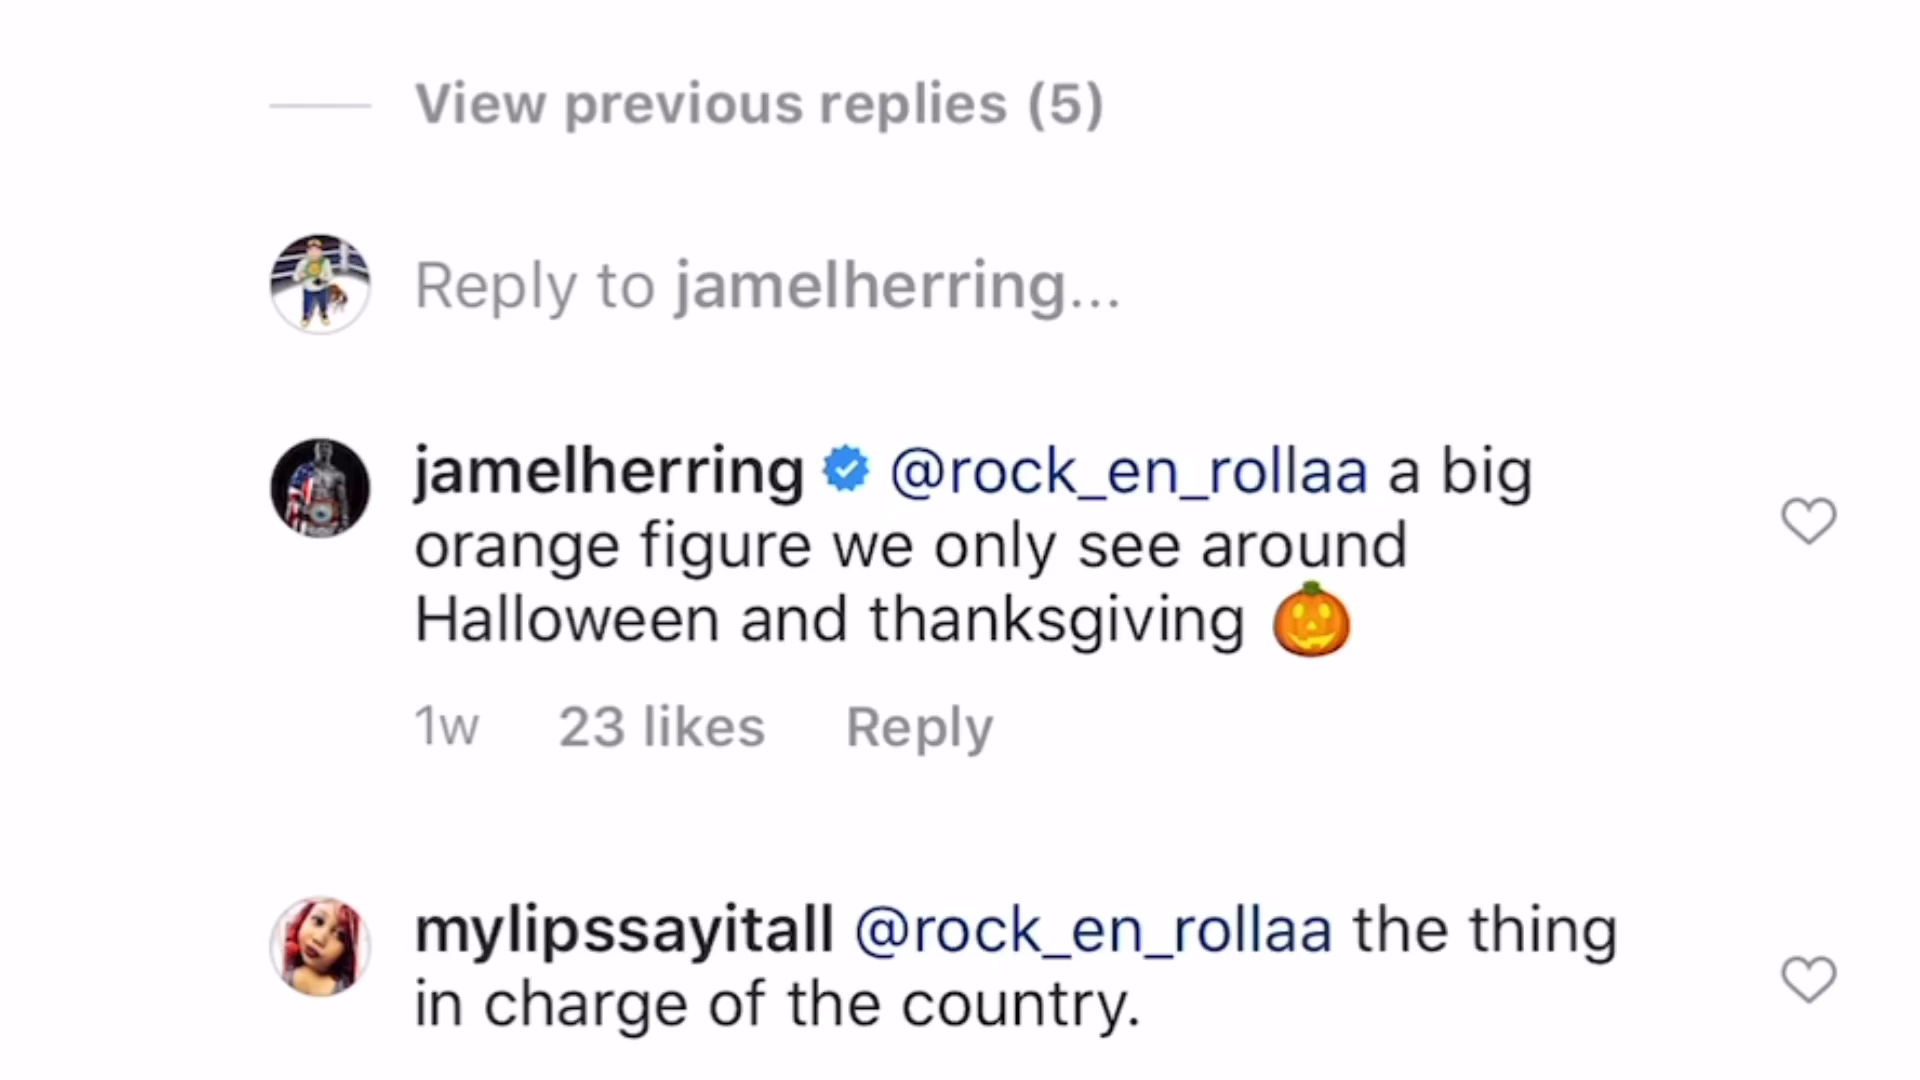 View previous replies (5)
Reply to jamelherring...
jamelherring @rock_en_rollaa a big
orange figure we only see around
Halloween and thanksgiving 🎃
1w 23 likes Reply
mylipssayitall @rock_en_rollaa the thing
in charge of the country.